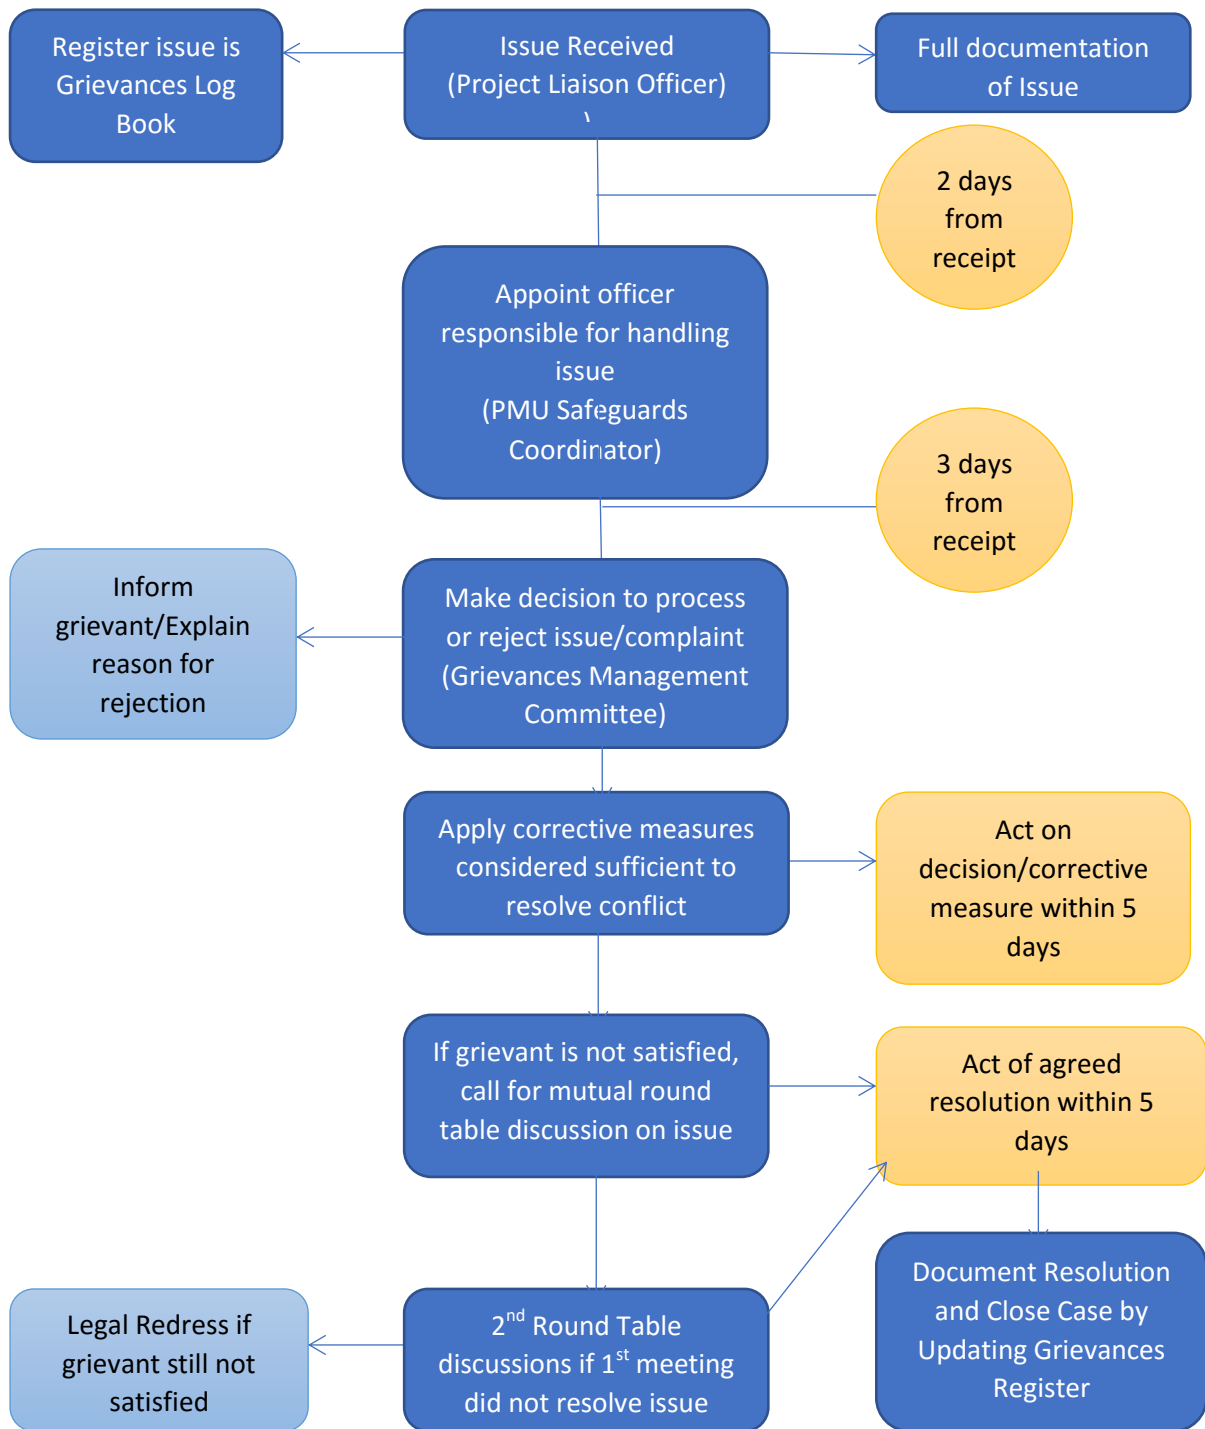 Register issue is
Grievances Log
Book
Issue Received
(Project Liaison Officer)
)
Full documentation
of Issue
2 days
from
receipt
Appoint officer
responsible for handling
issue
(PMU Safeguards
Coordinator)
3 days
from
receipt
Inform
grievant/Explain
reason for
rejection
Make decision to process
or reject issue/complaint
(Grievances Management
Committee)
Apply corrective measures
considered sufficient to
resolve conflict
Act on
decision/corrective
measure within 5
days
If grievant is not satisfied,
call for mutual round
table discussion on issue
Act of agreed
resolution within 5
days
Legal Redress if
grievant still not
satisfied
2nd Round Table
discussions if 1st meeting
did not resolve issue
Document Resolution
and Close Case by
Updating Grievances
Register